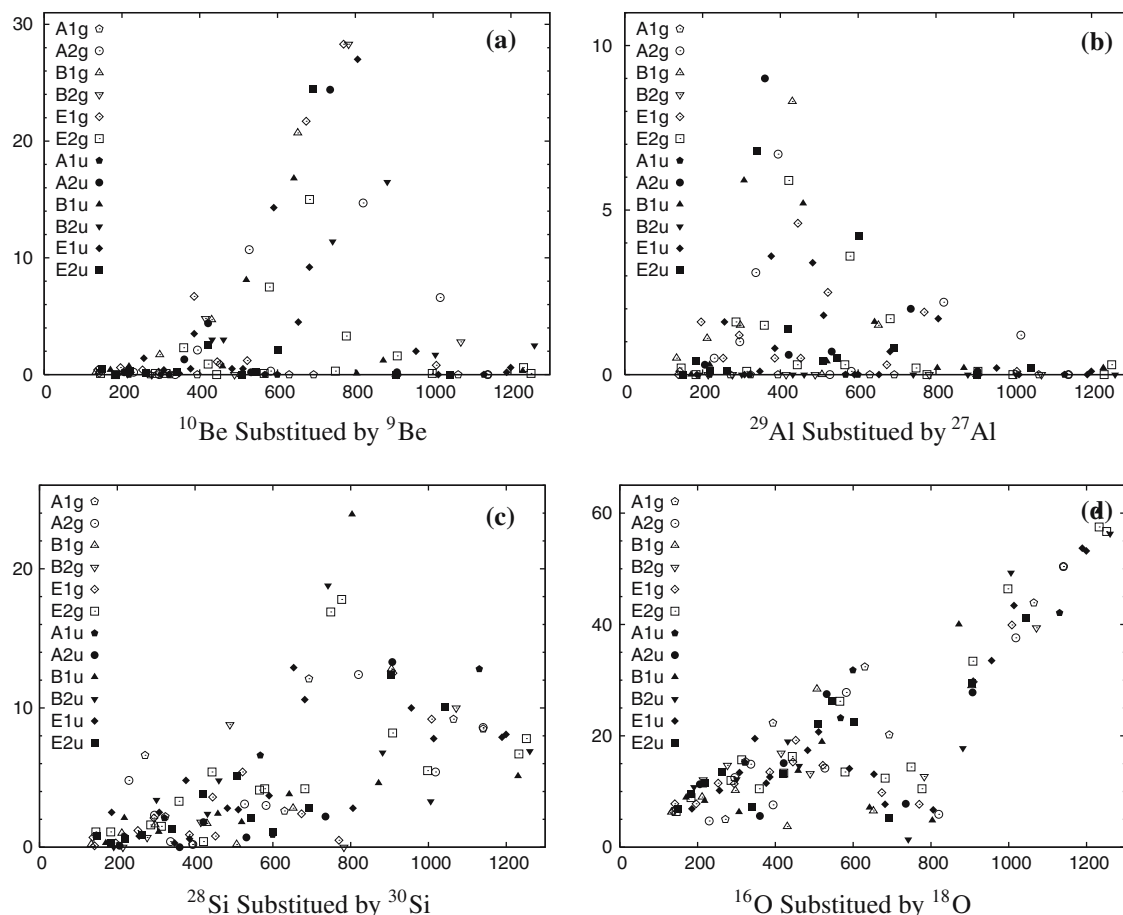 30
20
10
0
0 200 400 600 800 1000 1200
A1g
A2g
B1g
B2g
E1g
E2g
A1u
A2u
B1u
B2u
E1u
E2u
(a)
¹⁰Be Substitued by ⁹Be
10
5
0
0 200 400 600 800 1000 1200
A1g
A2g
B1g
B2g
E1g
E2g
A1u
A2u
B1u
B2u
E1u
E2u
(b)
²⁹Al Substitued by ²⁷Al
20
10
0
0 200 400 600 800 1000 1200
A1g
A2g
B1g
B2g
E1g
E2g
A1u
A2u
B1u
B2u
E1u
E2u
(c)
²⁸Si Substitued by ³⁰Si
60
40
20
0
0 200 400 600 800 1000 1200
A1g
A2g
B1g
B2g
E1g
E2g
A1u
A2u
B1u
B2u
E1u
E2u
(d)
¹⁶O Substitued by ¹⁸O